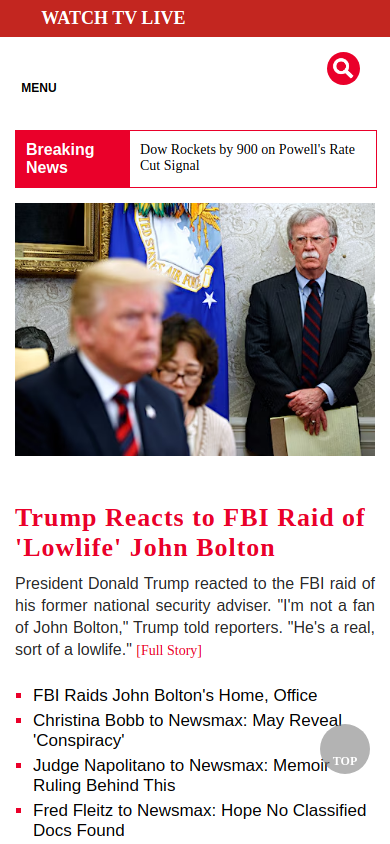 WATCH TV LIVE
MENU
Breaking
News
Dow Rockets by 900 on Powell's Rate
Cut Signal
Trump Reacts to FBI Raid of
'Lowlife' John Bolton
President Donald Trump reacted to the FBI raid of
his former national security adviser. "I'm not a fan
of John Bolton," Trump told reporters. "He's a real,
sort of a lowlife." [Full Story]
FBI Raids John Bolton's Home, Office
Christina Bobb to Newsmax: May Reveal
'Conspiracy'
Judge Napolitano to Newsmax: Memoir
Ruling Behind This
TOP
Fred Fleitz to Newsmax: Hope No Classified
Docs Found